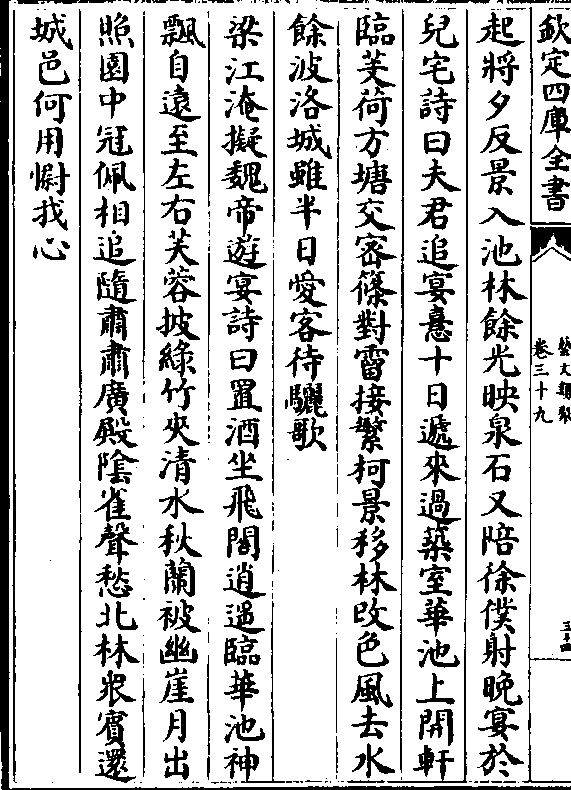 欽定四庫全書
藝文類聚
卷三十九
五十四
起將夕反景入池林餘光映泉石又陪徐僕射晚宴於
兒宅詩曰夫君追宴憙十日遞來過築室華池上開軒
臨芰荷方塘交密篠對霤接繁柯景移林改色風去水
餘波洛城雖半日愛客待驪歌
梁江淹擬魏帝遊宴詩曰置酒坐飛閣逍遥臨華池神
飄自遠至左右芙蓉披綠竹夾清水秋蘭被幽崖月出
照園中冠佩相追隨肅肅廣殿陰雀聲愁北林衆賓還
城邑何用慰我心